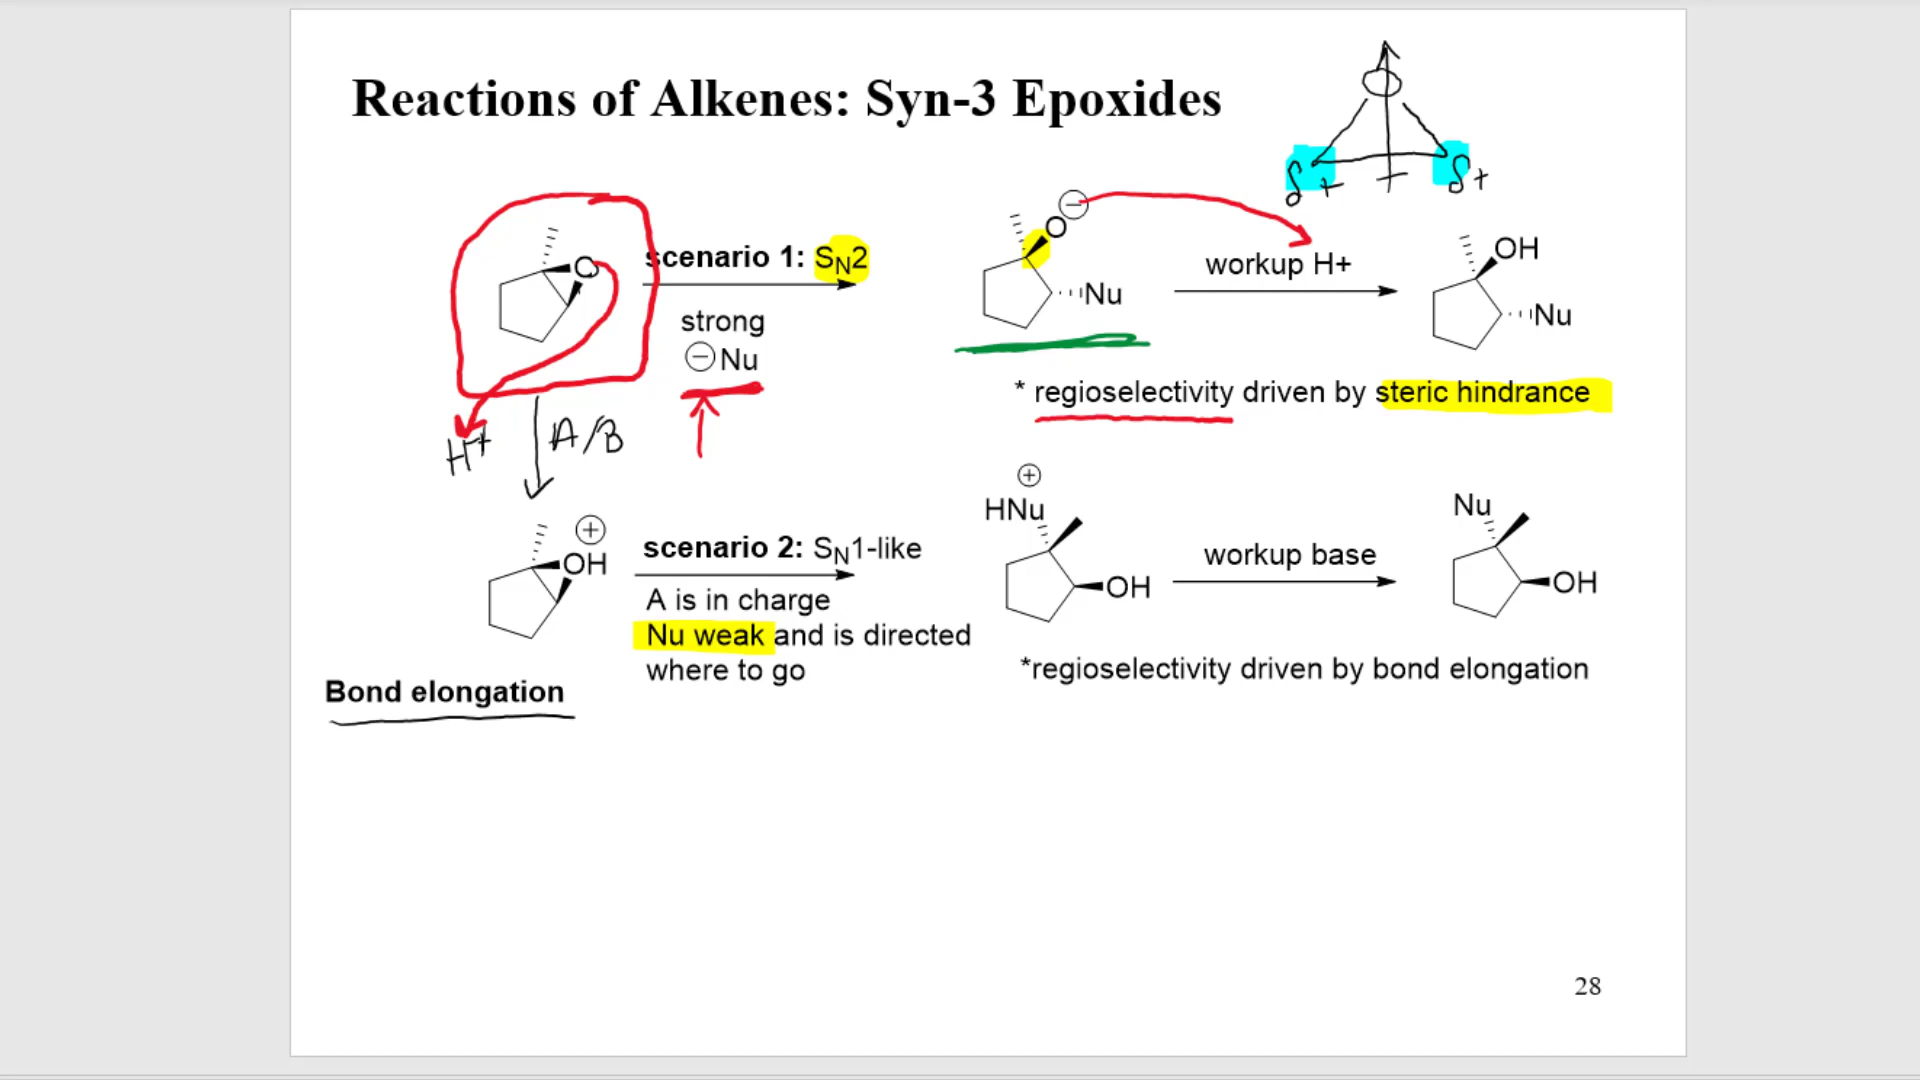 Reactions of Alkenes: Syn-3 Epoxides
O
δ+ δ+
O
scenario 1: SN2
strong
⊖Nu
O⊖
Nu
workup H+
OH
Nu
* regioselectivity driven by steric hindrance
H+
A/B
⊕
OH
scenario 2: SN1-like
A is in charge
Nu weak and is directed
where to go
⊕
HNu
OH
workup base
Nu
OH
*regioselectivity driven by bond elongation
Bond elongation
28